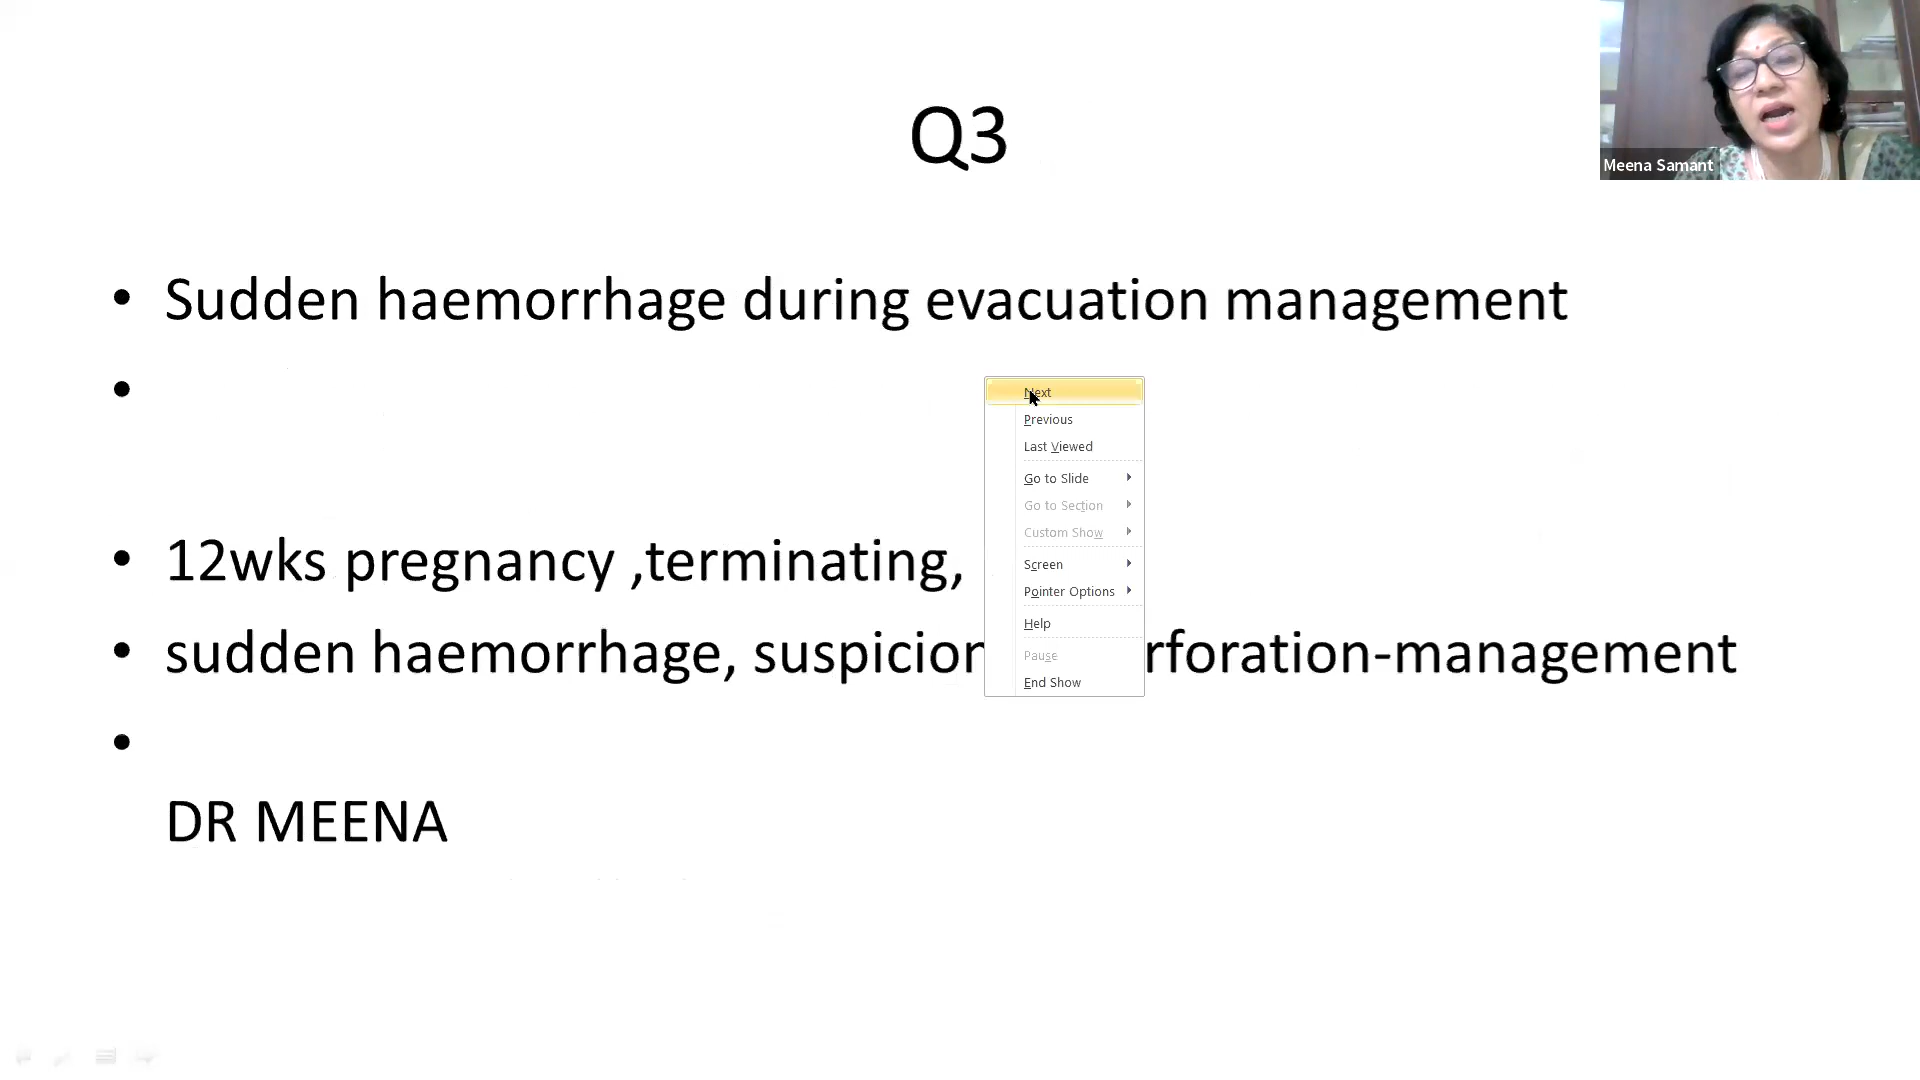 Q3
Meena Samant
• Sudden haemorrhage during evacuation management
•
• 12wks pregnancy ,terminating,
• sudden haemorrhage, suspicion rforation-management
•
DR MEENA
Next
Previous
Last Viewed
Go to Slide
Go to Section
Custom Show
Screen
Pointer Options
Help
Pause
End Show